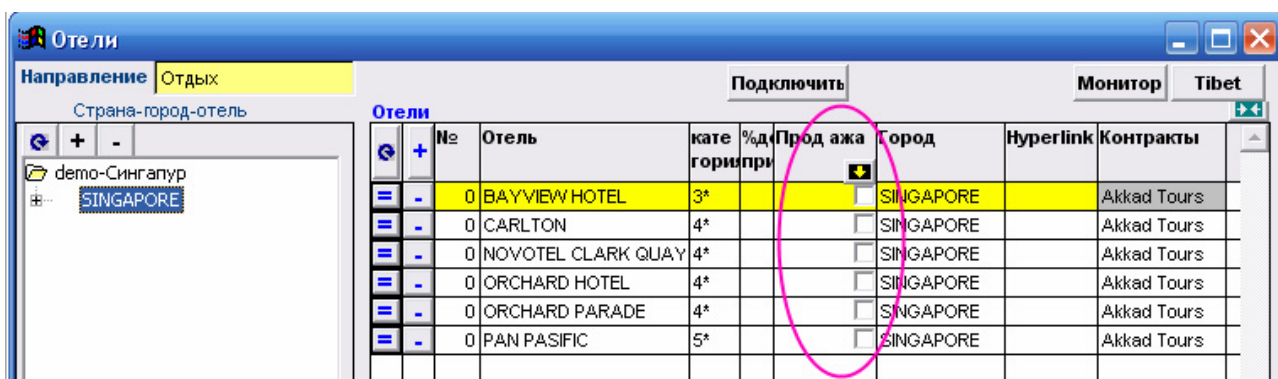 Отели
Направление Отдых
Подключить Монитор Tibet
Страна-город-отель Отели
+ -
+ № Отель кате гория %де при Прод ажа Город Hyperlink Контракты
demo-Сингапур
SINGAPORE
= - 0 BAYVIEW HOTEL 3* SINGAPORE Akkad Tours
= - 0 CARLTON 4* SINGAPORE Akkad Tours
= - 0 NOVOTEL CLARK QUAY 4* SINGAPORE Akkad Tours
= - 0 ORCHARD HOTEL 4* SINGAPORE Akkad Tours
= - 0 ORCHARD PARADE 4* SINGAPORE Akkad Tours
= - 0 PAN PASIFIC 5* SINGAPORE Akkad Tours